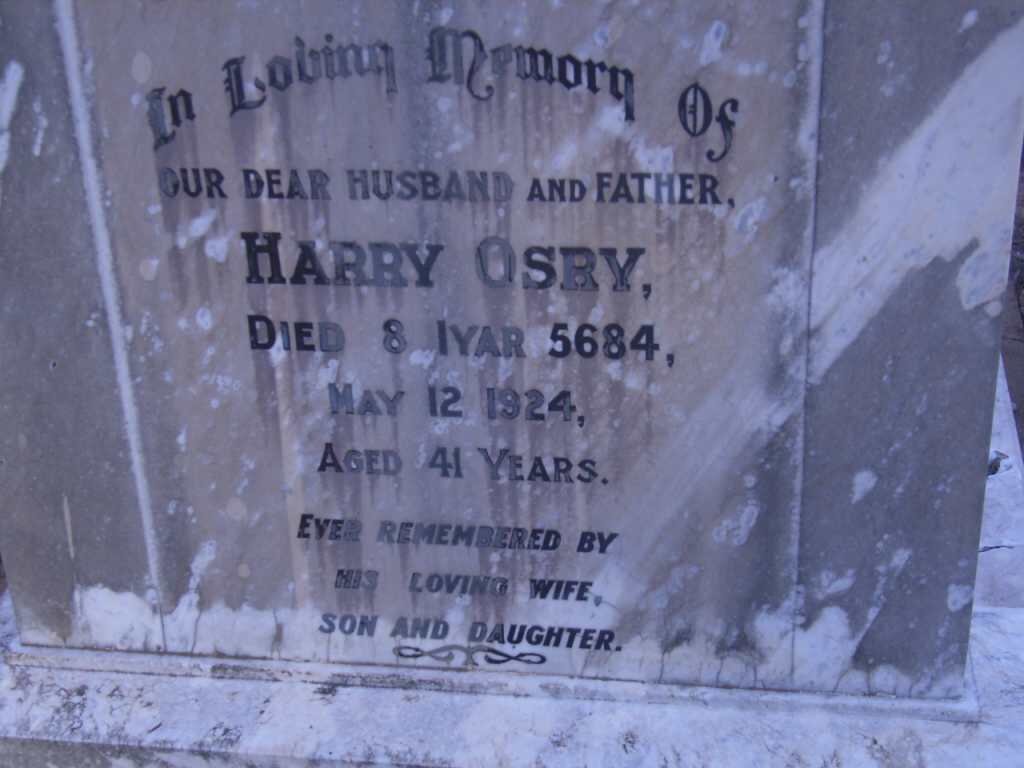 In Loving Memory Of
OUR DEAR HUSBAND AND FATHER,
HARRY OSRY,
DIED 8 IYAR 5684,
MAY 12 1924,
AGED 41 YEARS.
EVER REMEMBERED BY
HIS LOVING WIFE,
SON AND DAUGHTER.